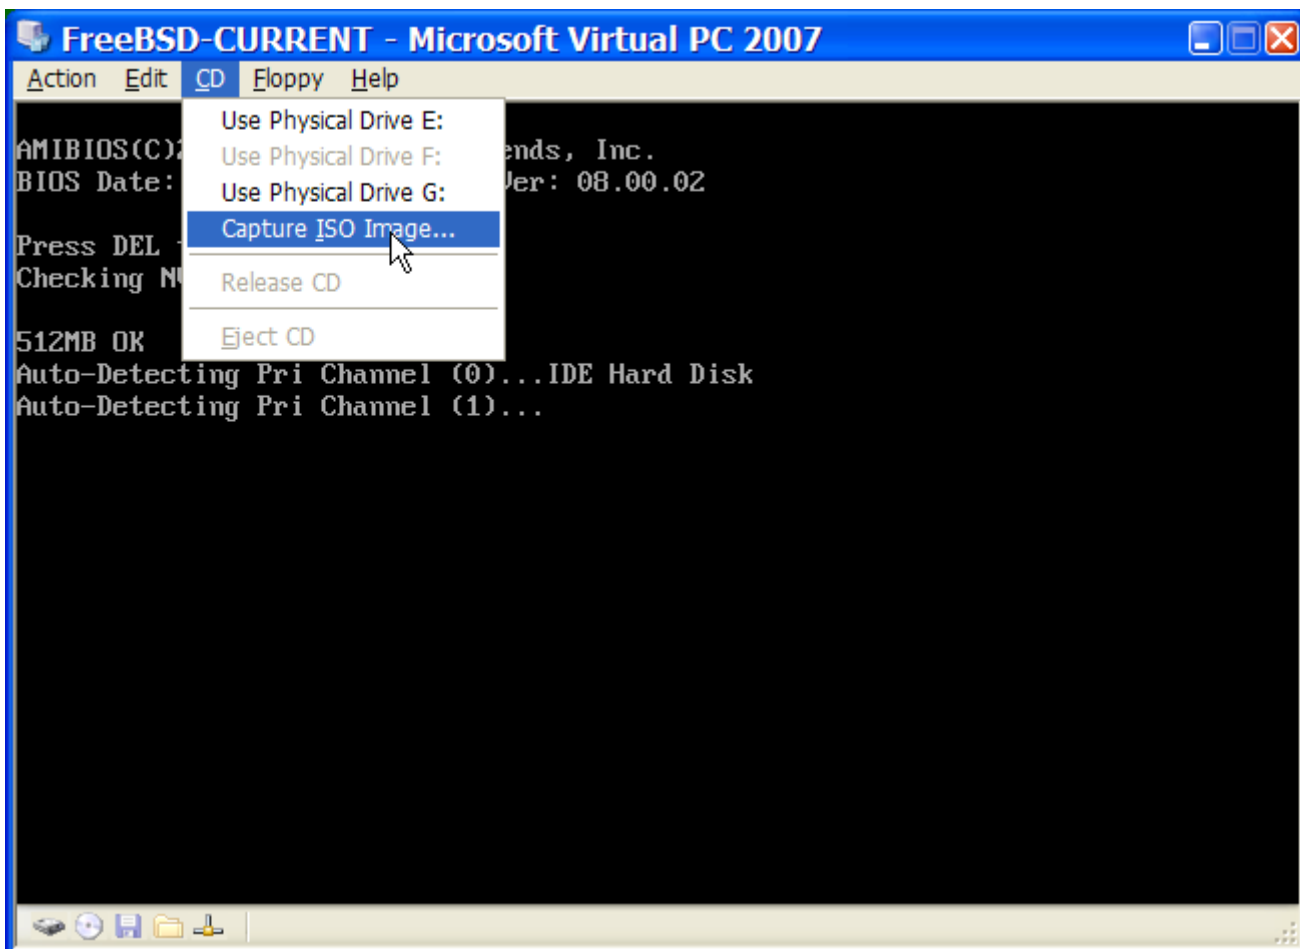 FreeBSD-CURRENT - Microsoft Virtual PC 2007
Action Edit CD Floppy Help
Use Physical Drive E:
Use Physical Drive F:
Use Physical Drive G:
Capture ISO Image...
Release CD
Eject CD
AMIBIOS(C) ends, Inc.
BIOS Date: Ver: 08.00.02
Press DEL
Checking
512MB OK
Auto-Detecting Pri Channel (0)...IDE Hard Disk
Auto-Detecting Pri Channel (1)...